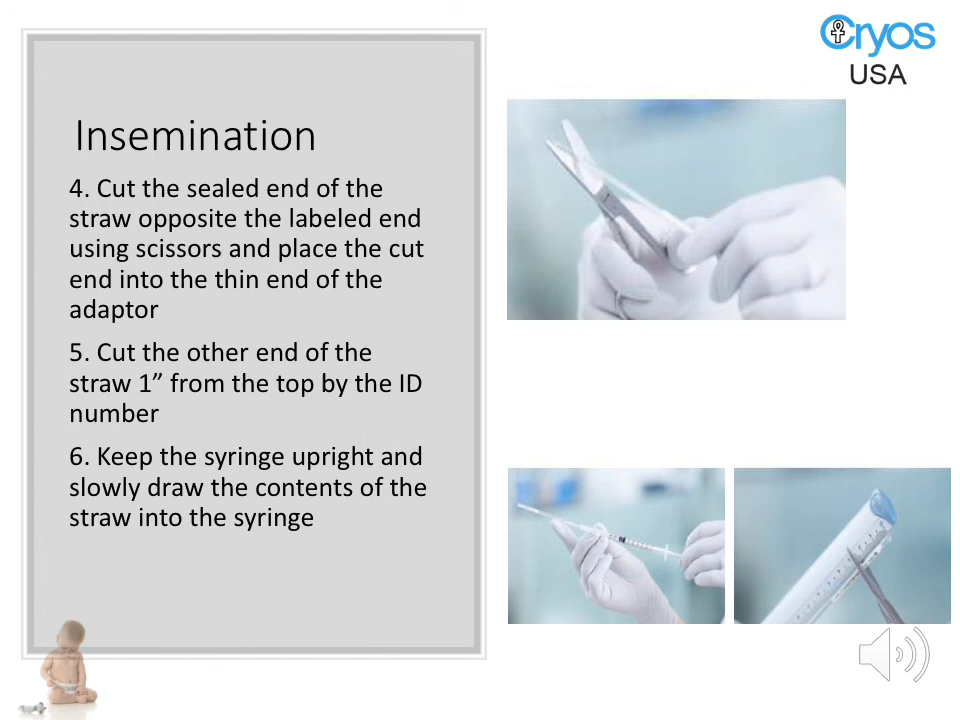 Cryos
USA
Insemination
4. Cut the sealed end of the
straw opposite the labeled end
using scissors and place the cut
end into the thin end of the
adaptor
5. Cut the other end of the
straw 1” from the top by the ID
number
6. Keep the syringe upright and
slowly draw the contents of the
straw into the syringe